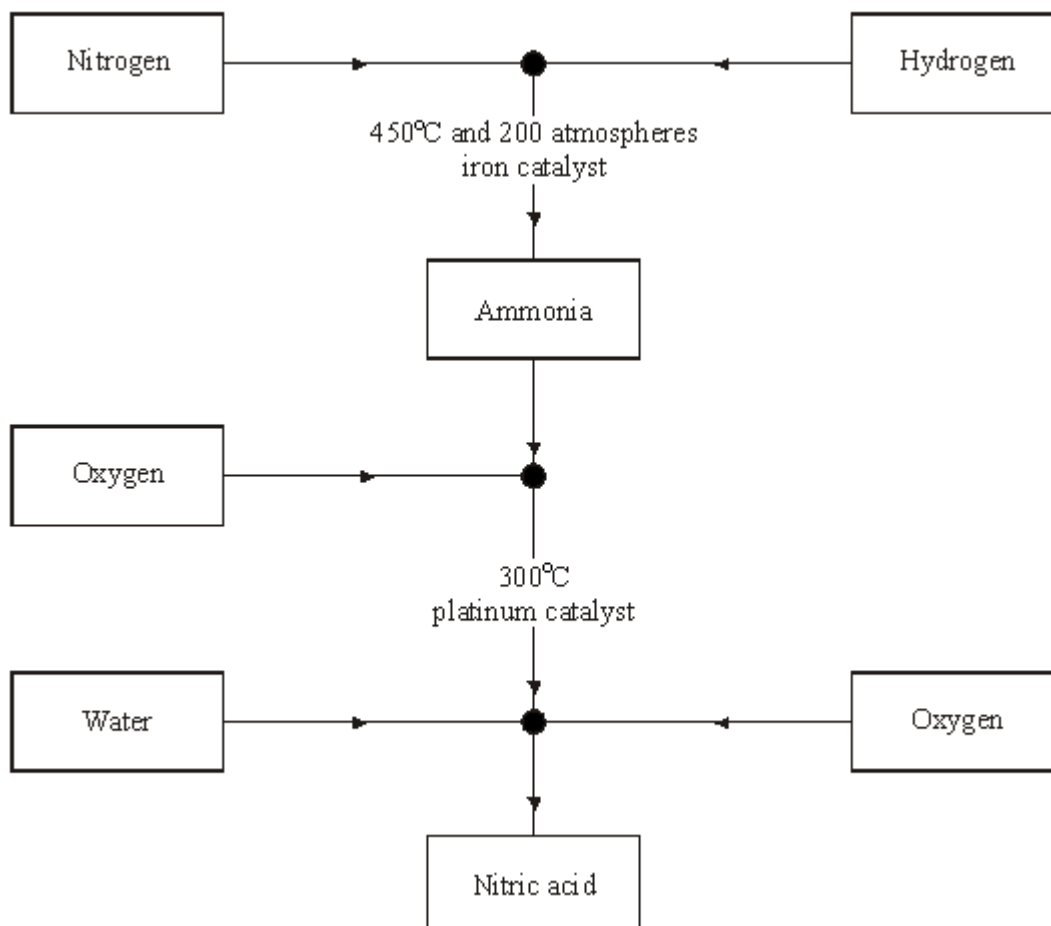 Nitrogen
Hydrogen
450°C and 200 atmospheres
iron catalyst
Ammonia
Oxygen
300°C
platinum catalyst
Water
Oxygen
Nitric acid